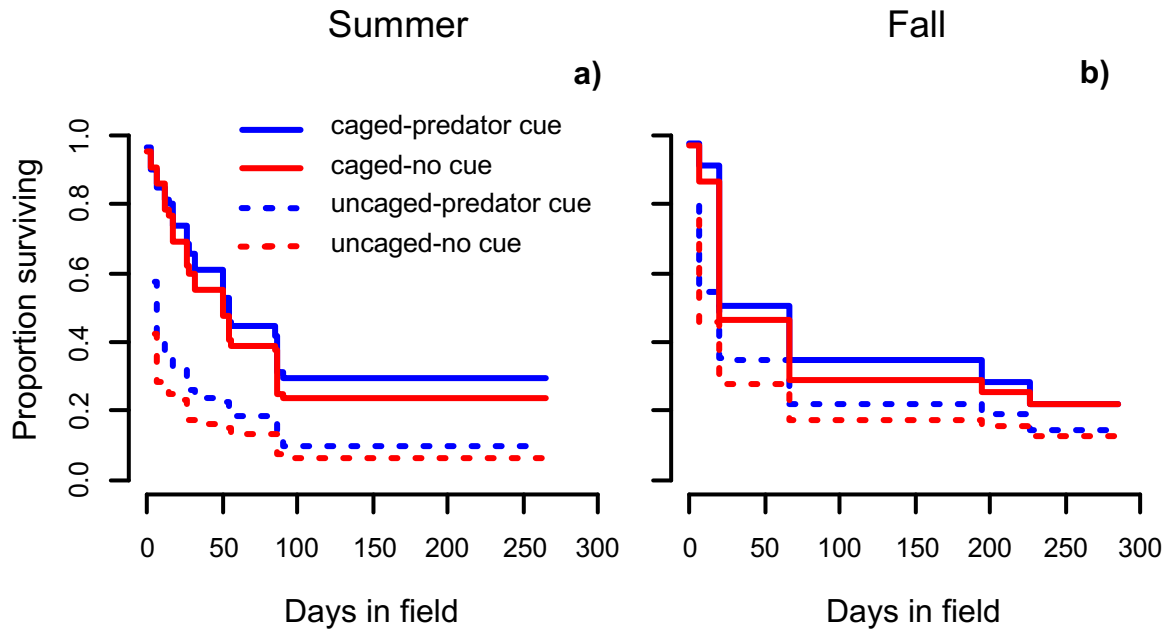 Summer
Fall
a)
b)
caged-predator cue
caged-no cue
uncaged-predator cue
uncaged-no cue
Proportion surviving
1.0
0.8
0.6
0.4
0.2
0.0
0 50 100 150 200 250 300
0 50 100 150 200 250 300
Days in field
Days in field